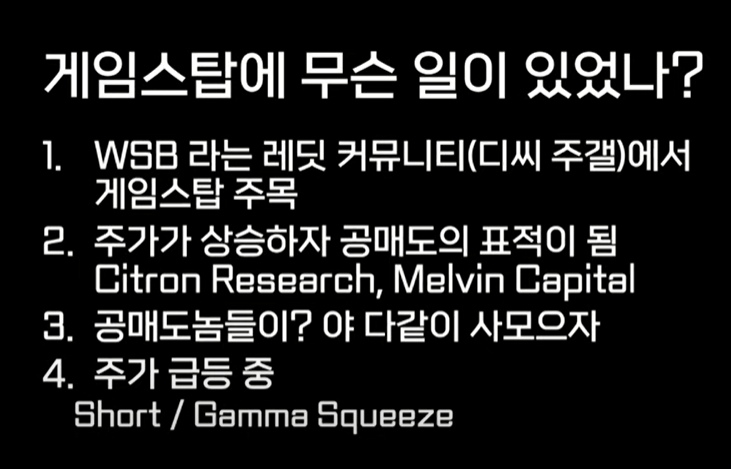 게임스탑에 무슨 일이 있었나?
1. WSB 라는 레딧 커뮤니티(디씨 주갤)에서
게임스탑 주목
2. 주가가 상승하자 공매도의 표적이 됨
Citron Research, Melvin Capital
3. 공매도놈들이? 야 다같이 사모으자
4. 주가 급등 중
Short / Gamma Squeeze